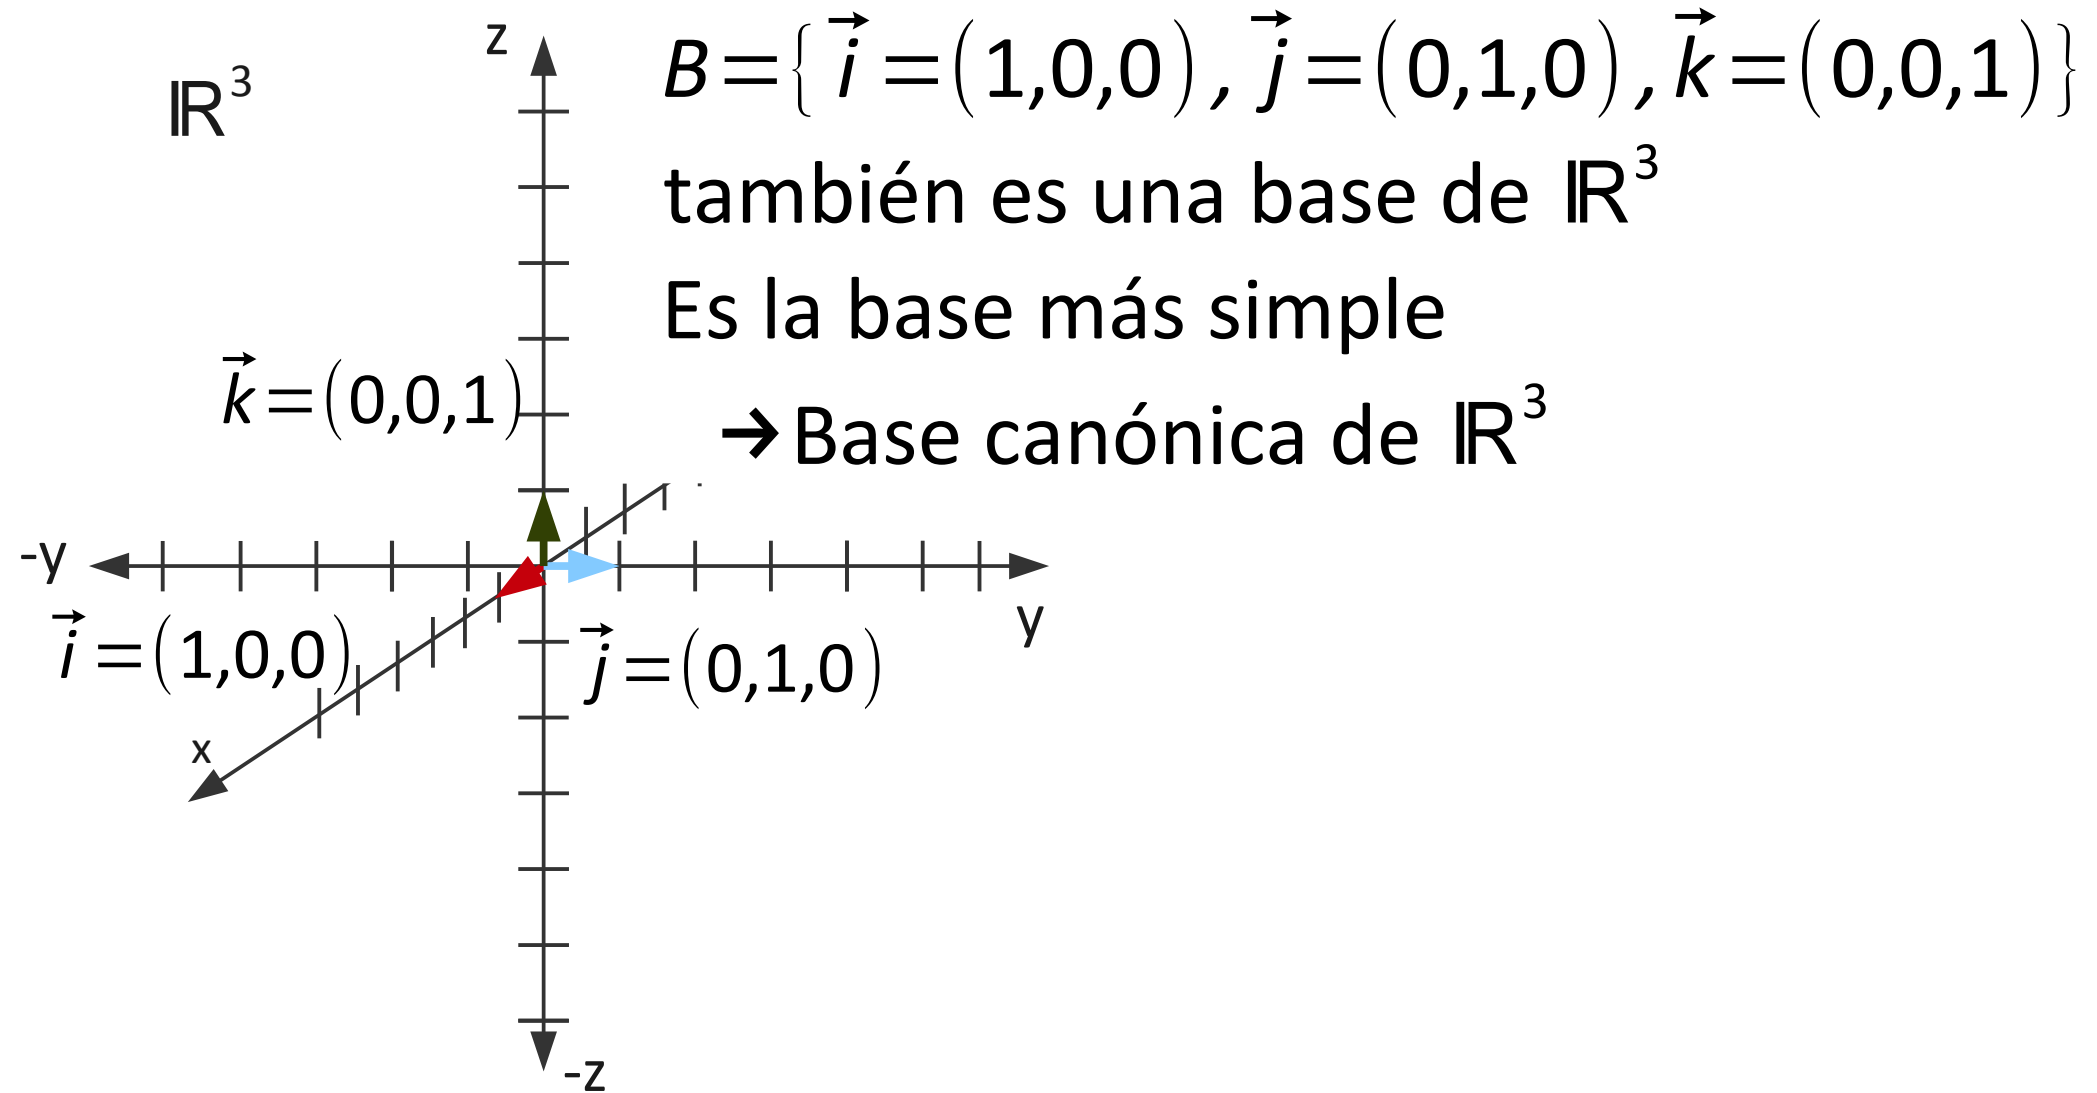 z
ℝ³
B={ i⃗ =(1,0,0), j⃗ =(0,1,0), k⃗ =(0,0,1)}
también es una base de ℝ³
Es la base más simple
k⃗ =(0,0,1)
➔Base canónica de ℝ³
-y
y
i⃗ =(1,0,0)
j⃗ =(0,1,0)
x
-z